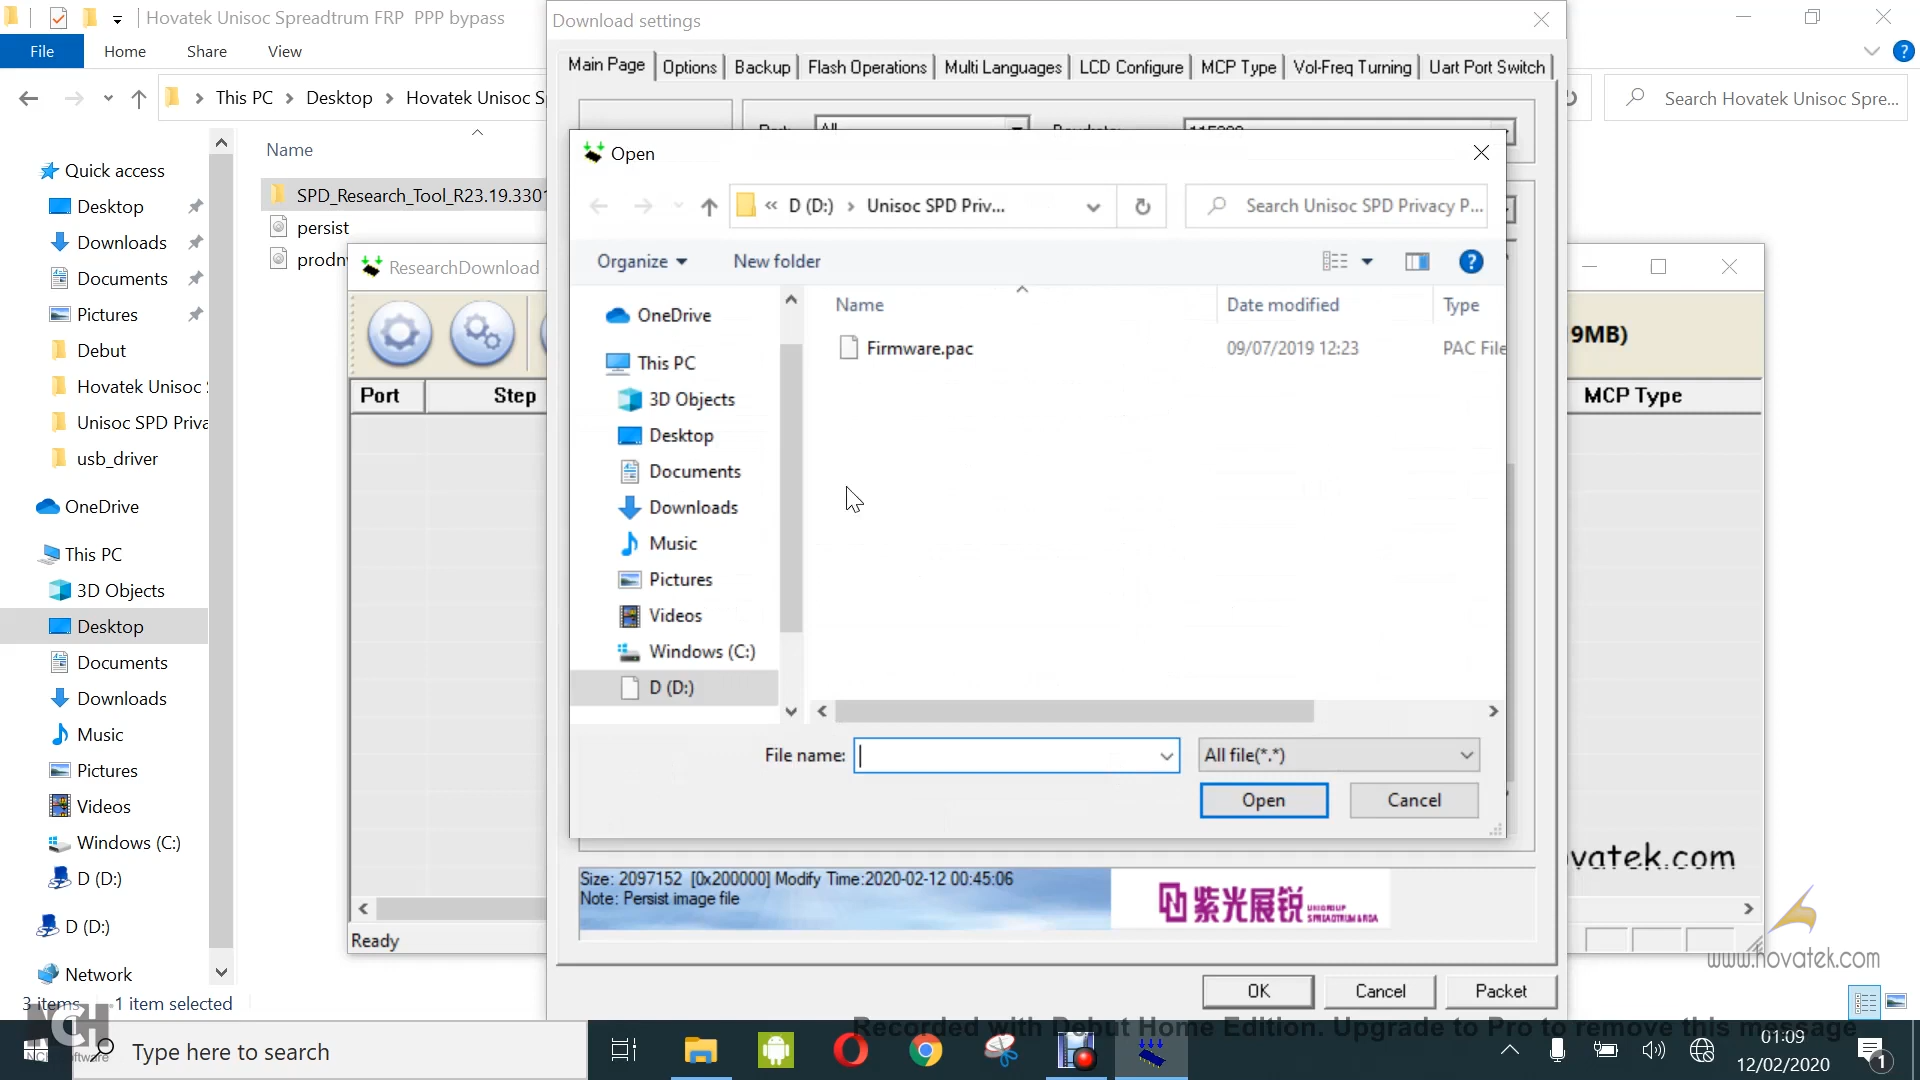 Hovatek Unisoc Spreadtrum FRP PPP bypass
File
Home
Share
View
This PC
Desktop
Hovatek Unisoc S
Search Hovatek Unisoc Spre...
Quick access
Desktop
Downloads
Documents
Pictures
Debut
Hovatek Unisoc
Unisoc SPD Priva
usb_driver
OneDrive
This PC
3D Objects
Desktop
Documents
Downloads
Music
Pictures
Videos
Windows (C:)
D (D:)
D (D:)
Network
3 items
1 item selected
Name
SPD_Research_Tool_R23.19.3301
persist
prodnv
ResearchDownload
Port
Step
Ready
9MB)
MCP Type
vatek.com
Download settings
Main Page
Options
Backup
Flash Operations
Multi Languages
LCD Configure
MCP Type
Vol-Freq Turning
Uart Port Switch
Open
D (D:)
Unisoc SPD Priv...
Search Unisoc SPD Privacy P...
Organize
New folder
OneDrive
This PC
3D Objects
Desktop
Documents
Downloads
Music
Pictures
Videos
Windows (C:)
D (D:)
Name
Date modified
Type
Firmware.pac
09/07/2019 12:23
PAC File
File name:
All file(*.*)
Open
Cancel
Size: 2097152 [0x200000] Modify Time:2020-02-12 00:45:06
Note: Persist image file
紫光展锐
UNIGROUP
SPREADTRUM & RDA
OK
Cancel
Packet
www.hovatek.com
Recorded with Debut Home Edition. Upgrade to Pro to remove this message
NCH
NCH Software
Type here to search
01:09
12/02/2020
1